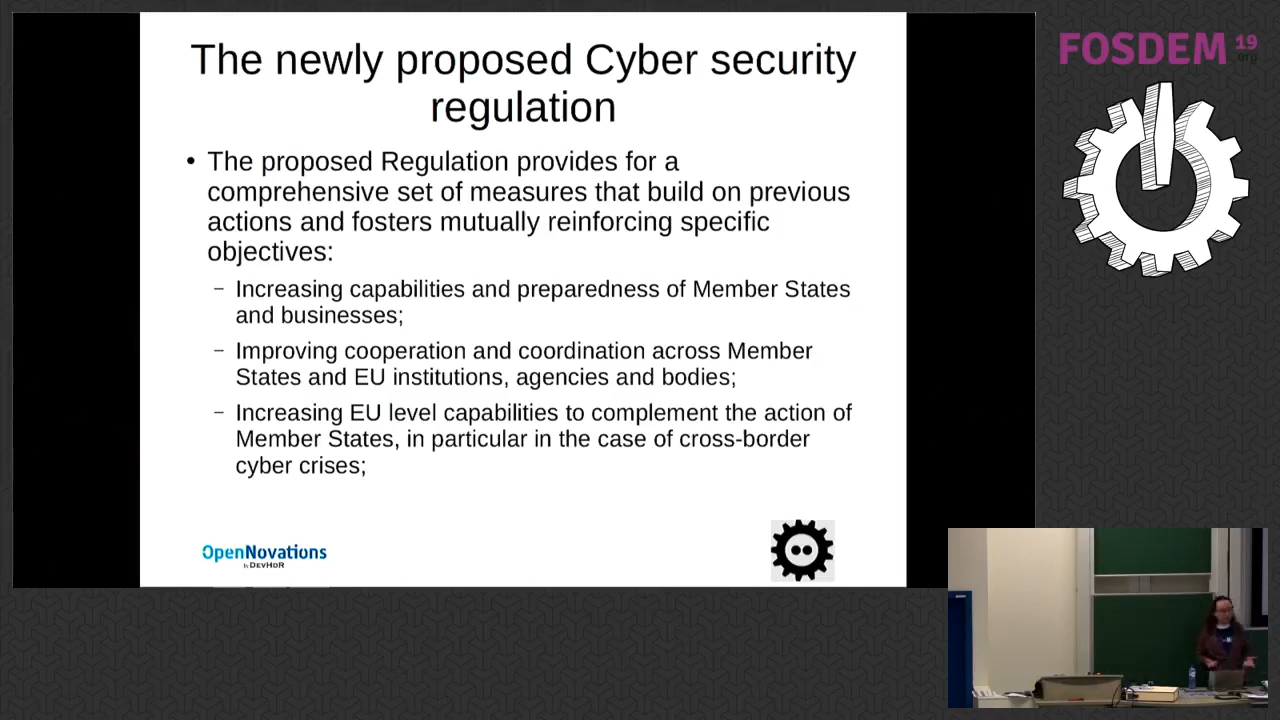 The newly proposed Cyber security
regulation
• The proposed Regulation provides for a
comprehensive set of measures that build on previous
actions and fosters mutually reinforcing specific
objectives:
– Increasing capabilities and preparedness of Member States
and businesses;
– Improving cooperation and coordination across Member
States and EU institutions, agencies and bodies;
– Increasing EU level capabilities to complement the action of
Member States, in particular in the case of cross-border
cyber crises;
OpenNovations
by DEVHOR
FOSDEM 19
.org